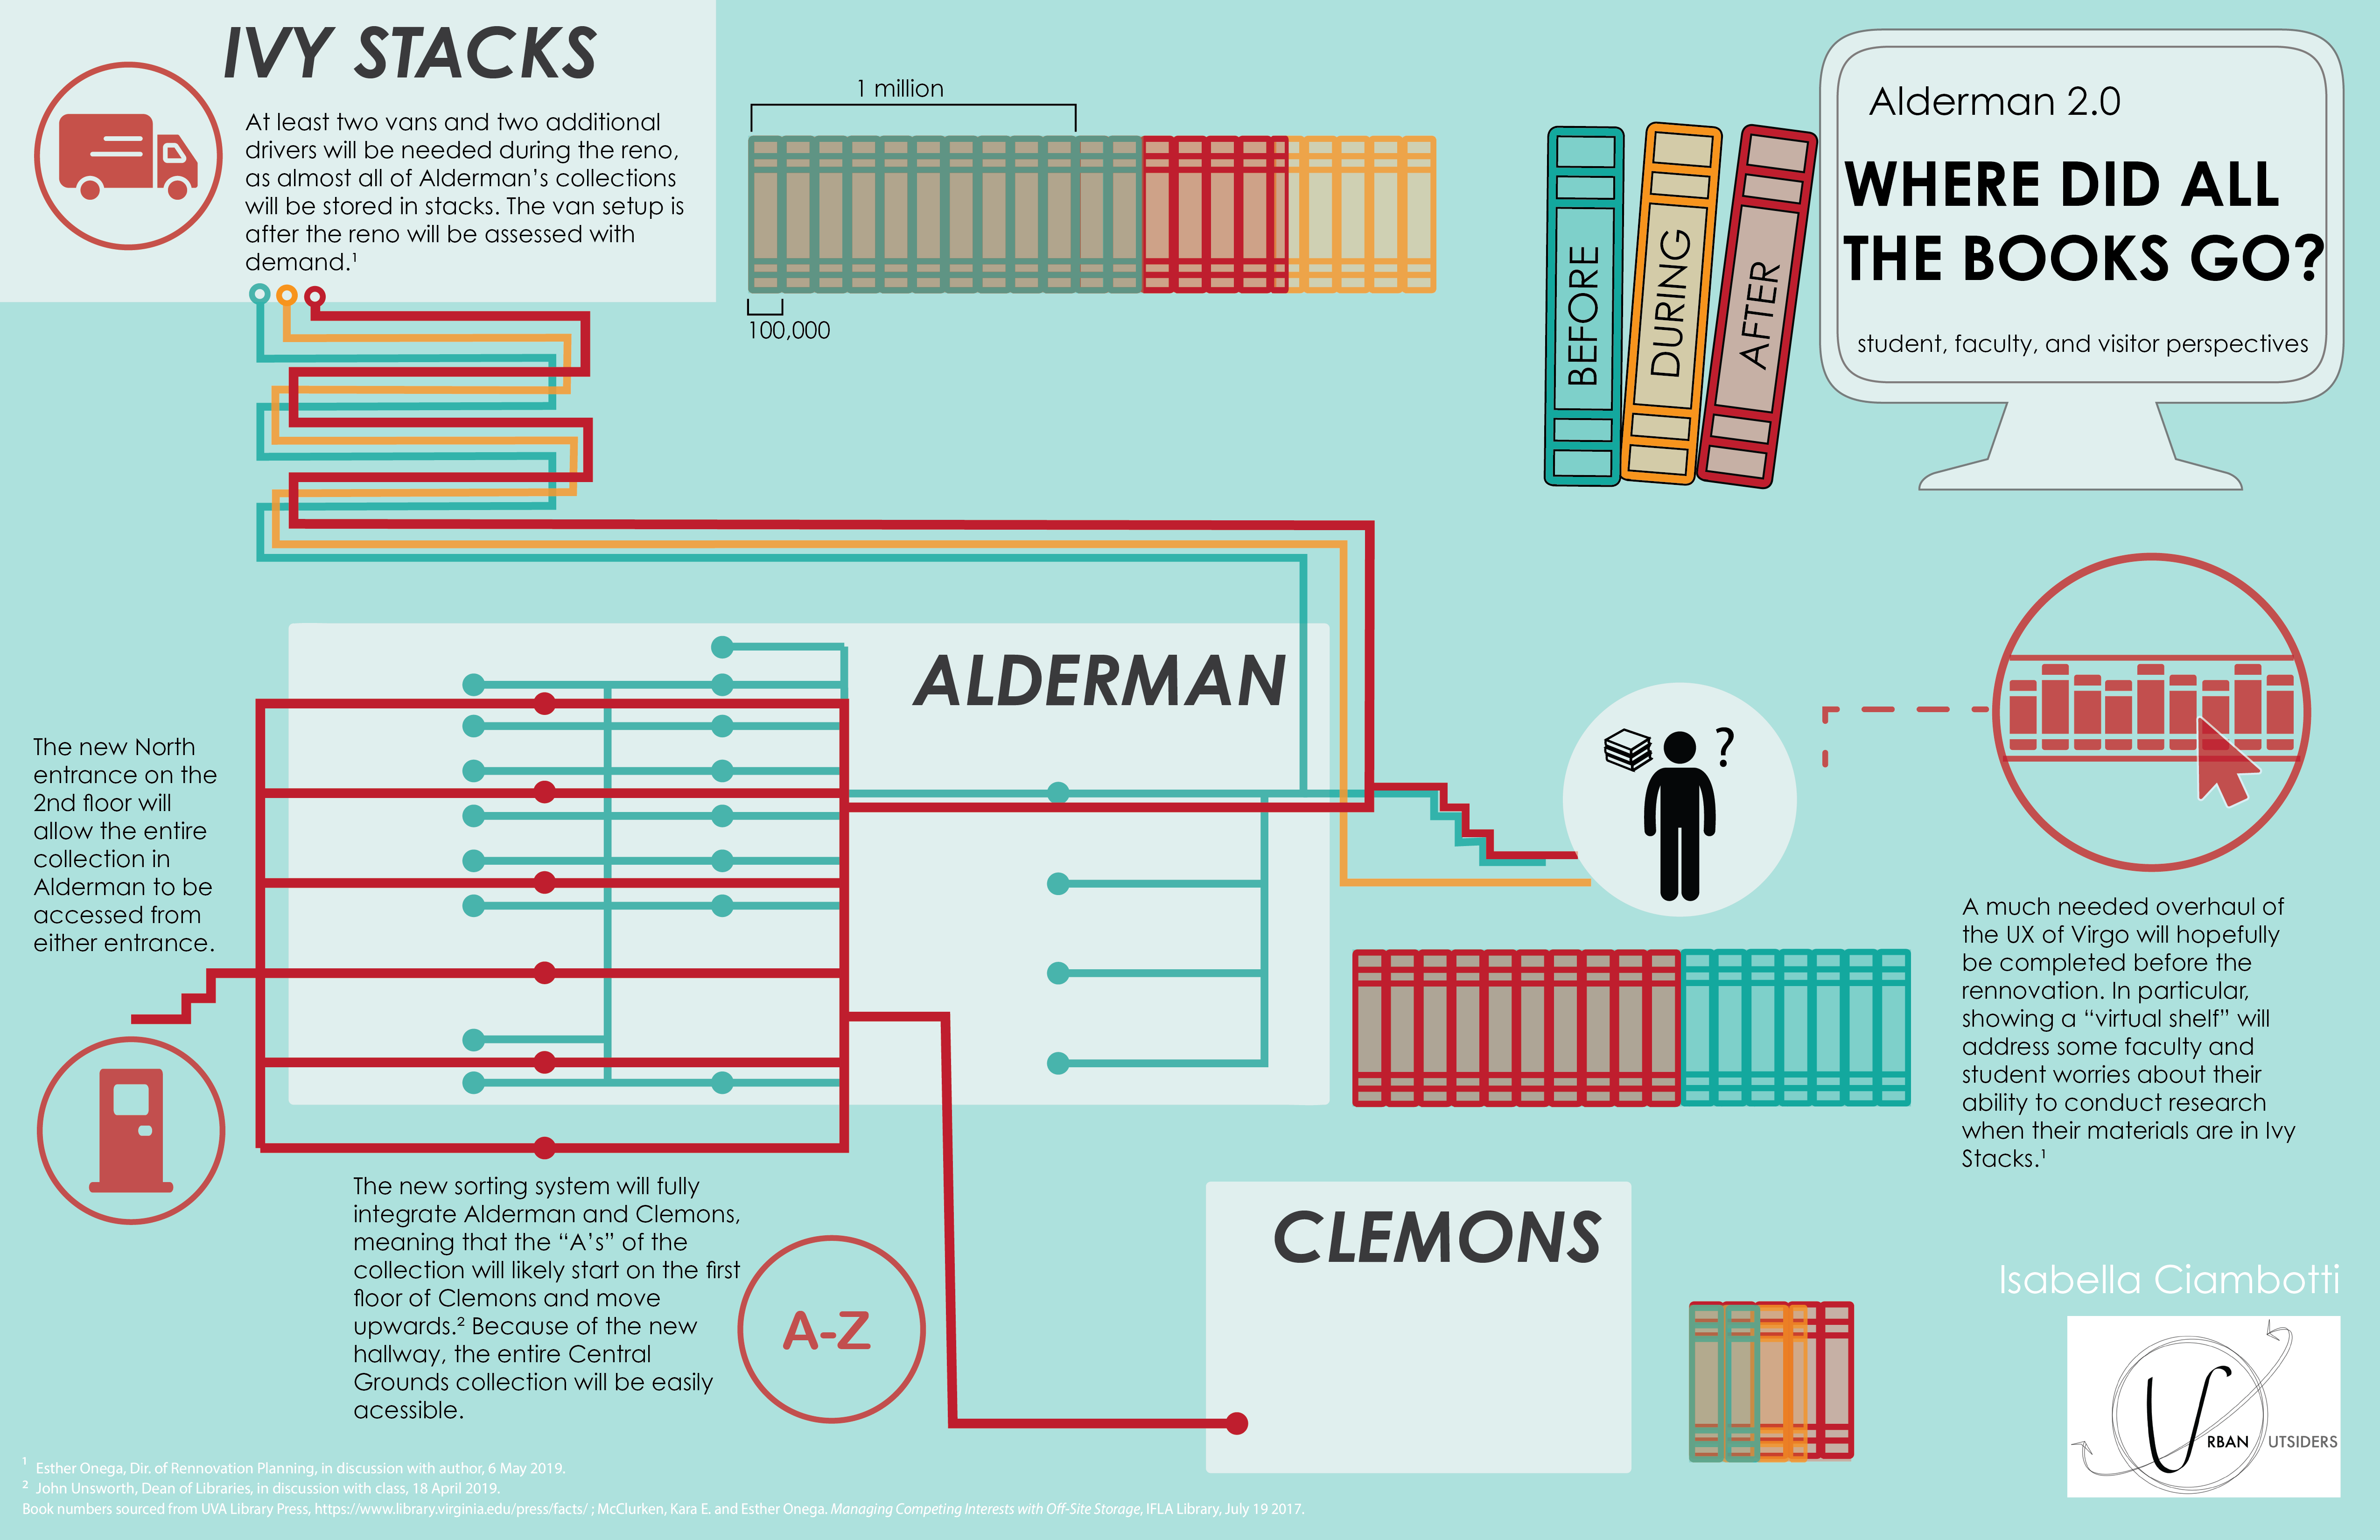 IVY STACKS
At least two vans and two additional
drivers will be needed during the reno,
as almost all of Alderman's collections
will be stored in stacks. The van setup is
after the reno will be assessed with
demand.¹
1 million
100,000
BEFORE
DURING
AFTER
Alderman 2.0
WHERE DID ALL
THE BOOKS GO?
student, faculty, and visitor perspectives
ALDERMAN
The new North
entrance on the
2nd floor will
allow the entire
collection in
Alderman to be
accessed from
either entrance.
?
A much needed overhaul of
the UX of Virgo will hopefully
be completed before the
rennovation. In particular,
showing a “virtual shelf” will
address some faculty and
student worries about their
ability to conduct research
when their materials are in Ivy
Stacks.¹
The new sorting system will fully
integrate Alderman and Clemons,
meaning that the “A's” of the
collection will likely start on the first
floor of Clemons and move
upwards.² Because of the new
hallway, the entire Central
Grounds collection will be easily
acessible.
A-Z
CLEMONS
Isabella Ciambotti
URBAN OUTSIDERS
¹ Esther Onega, Dir. of Rennovation Planning, in discussion with author, 6 May 2019.
² John Unsworth, Dean of Libraries, in discussion with class, 18 April 2019.
Book numbers sourced from UVA Library Press, https://www.library.virginia.edu/press/facts/ ; McClurken, Kara E. and Esther Onega. Managing Competing Interests with Off-Site Storage, IFLA Library, July 19 2017.